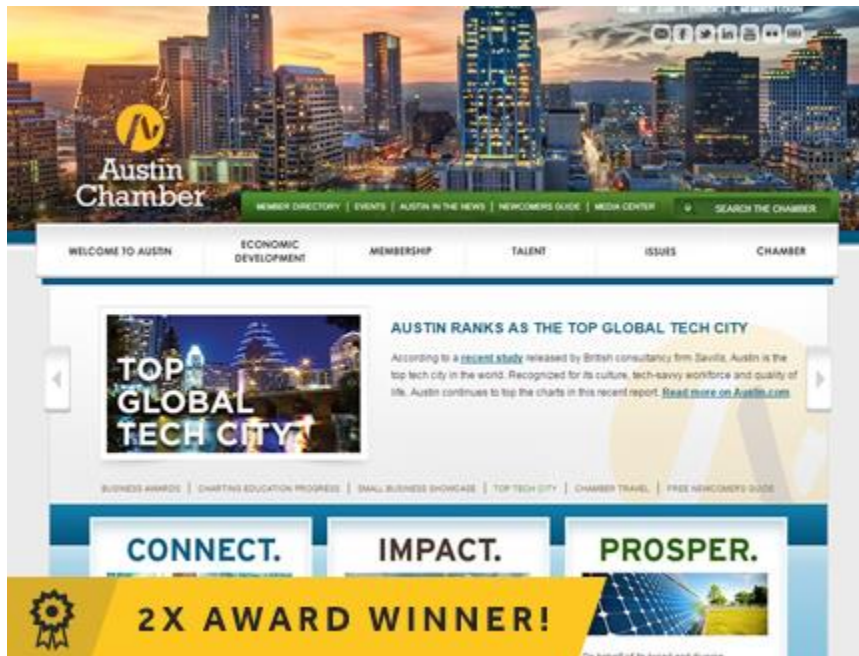 HOME | JOIN | CONTACT | MEMBER LOGIN
Austin
Chamber
MEMBER DIRECTORY | EVENTS | AUSTIN IN THE NEWS | NEWCOMERS GUIDE | MEDIA CENTER
SEARCH THE CHAMBER
WELCOME TO AUSTIN
ECONOMIC
DEVELOPMENT
MEMBERSHIP
TALENT
ISSUES
CHAMBER
TOP
GLOBAL
TECH CITY
AUSTIN RANKS AS THE TOP GLOBAL TECH CITY
According to a recent study released by British consultancy firm Savills, Austin is the
top tech city in the world. Recognized for its culture, tech-savvy workforce and quality of
life, Austin continues to top the charts in this recent report. Read more on Austin.com
BUSINESS AWARDS | CHARTING EDUCATION PROGRESS | SMALL BUSINESS SHOWCASE | TOP TECH CITY | CHAMBER TRAVEL | FREE NEWCOMERS GUIDE
CONNECT.
IMPACT.
PROSPER.
2X AWARD WINNER!